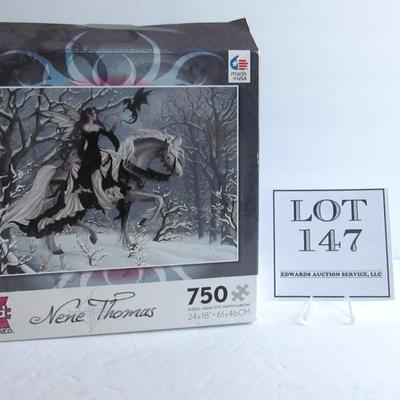 made
in USA
LOT
147
EDWARDS AUCTION SERVICE, LLC
Nene Thomas
750
24x18" • 61x46CM